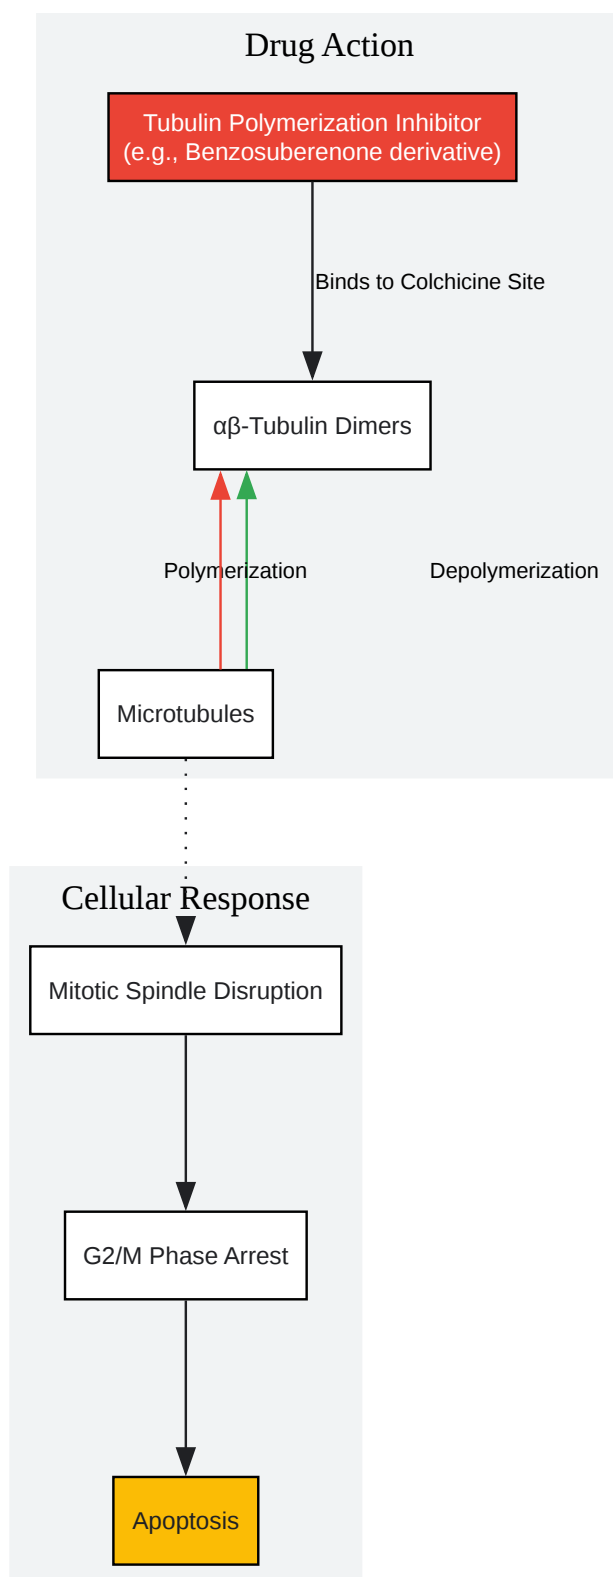 Drug Action
Tubulin Polymerization Inhibitor
(e.g., Benzosuberenone derivative)
Binds to Colchicine Site
αβ-Tubulin Dimers
Polymerization
Depolymerization
Microtubules
Cellular Response
Mitotic Spindle Disruption
G2/M Phase Arrest
Apoptosis